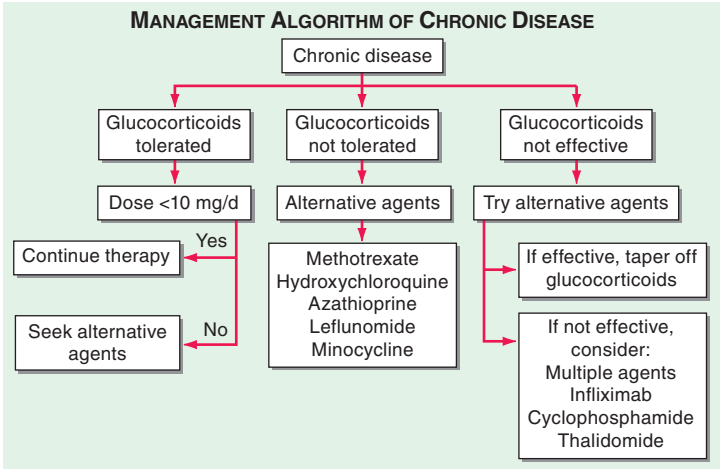 MANAGEMENT ALGORITHM OF CHRONIC DISEASE
Chronic disease
Glucocorticoids
tolerated
Glucocorticoids
not tolerated
Glucocorticoids
not effective
Dose <10 mg/d
Alternative agents
Try alternative agents
Yes
Continue therapy
No
Seek alternative
agents
Methotrexate
Hydroxychloroquine
Azathioprine
Leflunomide
Minocycline
If effective, taper off
glucocorticoids
If not effective,
consider:
Multiple agents
Infliximab
Cyclophosphamide
Thalidomide